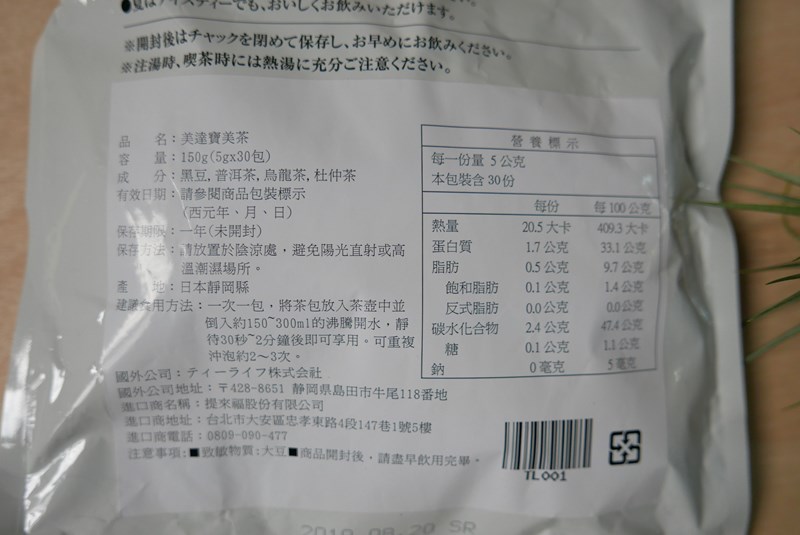 ●夏はアイスティーでも、おいしくお飲みいただけます。
※開封後はチャックを閉めて保存し、お早めにお飲みください。
※注湯時、喫茶時には熱湯に充分ご注意ください。
品　　名：美達寶美茶
容　　量：150g(5gx30包)
成　　分：黑豆, 普洱茶, 烏龍茶, 杜仲茶
有效日期：請參閱商品包裝標示
(西元年、月、日)
保存期限：一年(未開封)
保存方法：請放置於陰涼處，避免陽光直射或高
溫潮濕場所。
產　　地：日本靜岡縣
建議食用方法：一次一包，將茶包放入茶壺中並
倒入約150~300ml的沸騰開水，靜
待30秒~2分鐘後即可享用。可重複
沖泡約2～3次。
國外公司：ティーライフ株式会社
國外公司地址：〒428-8651 靜岡県島田市牛尾118番地
進口商名稱：提來福股份有限公司
進口商地址：台北市大安區忠孝東路4段147巷1號5樓
進口商電話：0809-090-477
注意事項:■致敏物質:大豆■商品開封後，請盡早飲用完畢。
營養標示
每一份量 5公克
本包裝含30份
每份　每100公克
熱量　20.5大卡　409.3大卡
蛋白質　1.7公克　33.1公克
脂肪　0.5公克　9.7公克
飽和脂肪　0.1公克　1.4公克
反式脂肪　0.0公克　0.0公克
碳水化合物　2.4公克　47.4公克
糖　0.1公克　1.1公克
鈉　0毫克　5毫克
TL001
2019.08.20 SR